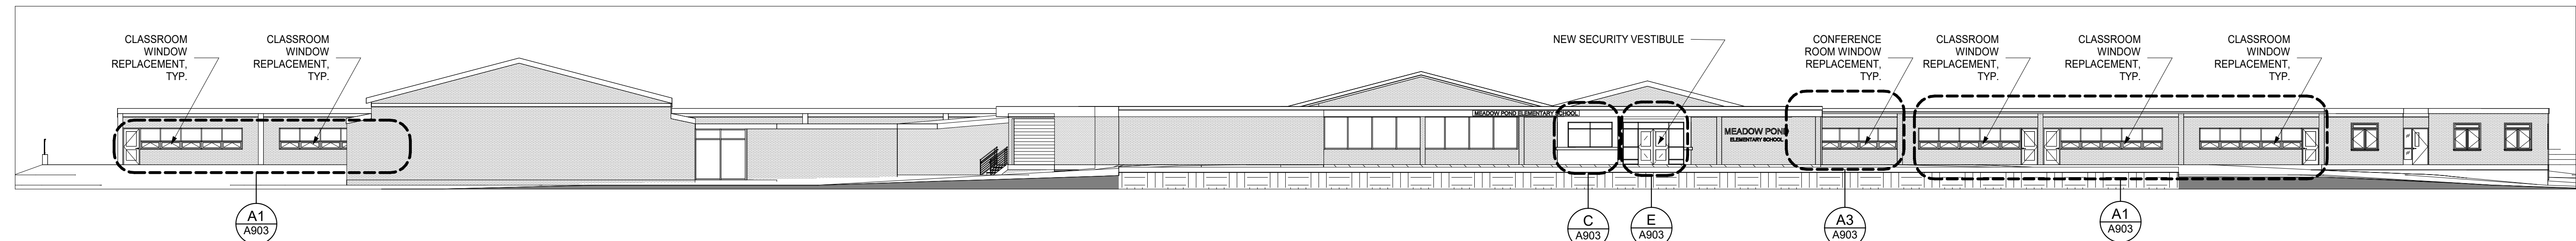 CLASSROOM
WINDOW
REPLACEMENT,
TYP.
CLASSROOM
WINDOW
REPLACEMENT,
TYP.
NEW SECURITY VESTIBULE
CONFERENCE
ROOM WINDOW
REPLACEMENT,
TYP.
CLASSROOM
WINDOW
REPLACEMENT,
TYP.
CLASSROOM
WINDOW
REPLACEMENT,
TYP.
CLASSROOM
WINDOW
REPLACEMENT,
TYP.
MEADOW POND ELEMENTARY SCHOOL
MEADOW POND
ELEMENTARY SCHOOL
A1
A903
C
A903
E
A903
A3
A903
A1
A903